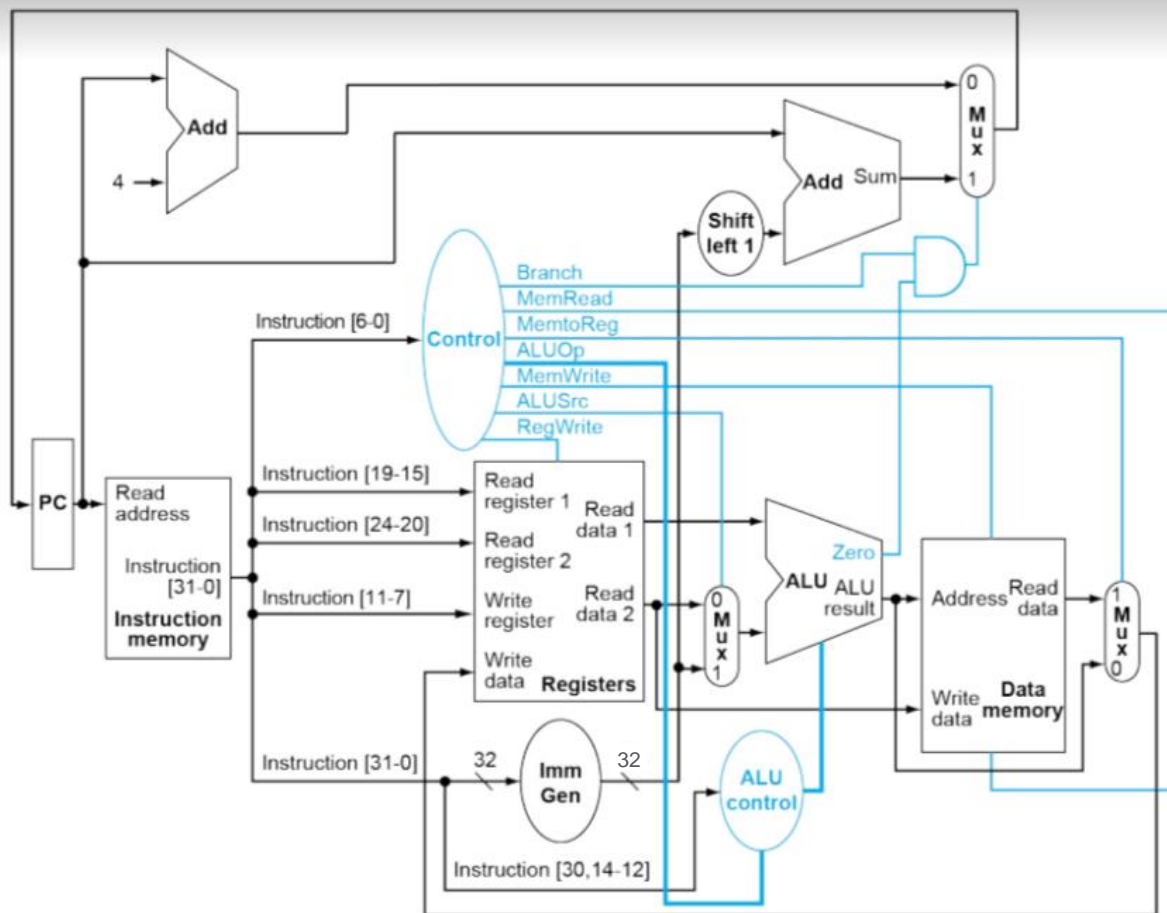 Add
4
0
M
u
x
1
Add Sum
Shift
left 1
Branch
MemRead
MemtoReg
ALUOp
MemWrite
ALUSrc
RegWrite
Control
Instruction [6-0]
PC
Read
address
Instruction
[31-0]
Instruction
memory
Instruction [19-15]
Instruction [24-20]
Instruction [11-7]
Instruction [31-0]
Read
register 1
Read
register 2
Write
register
Write
data
Read
data 1
Read
data 2
Registers
0
M
u
x
1
Zero
ALU
ALU
result
Address
Read
data
Write
data
Data
memory
1
M
u
x
0
32
Imm
Gen
32
ALU
control
Instruction [30,14-12]